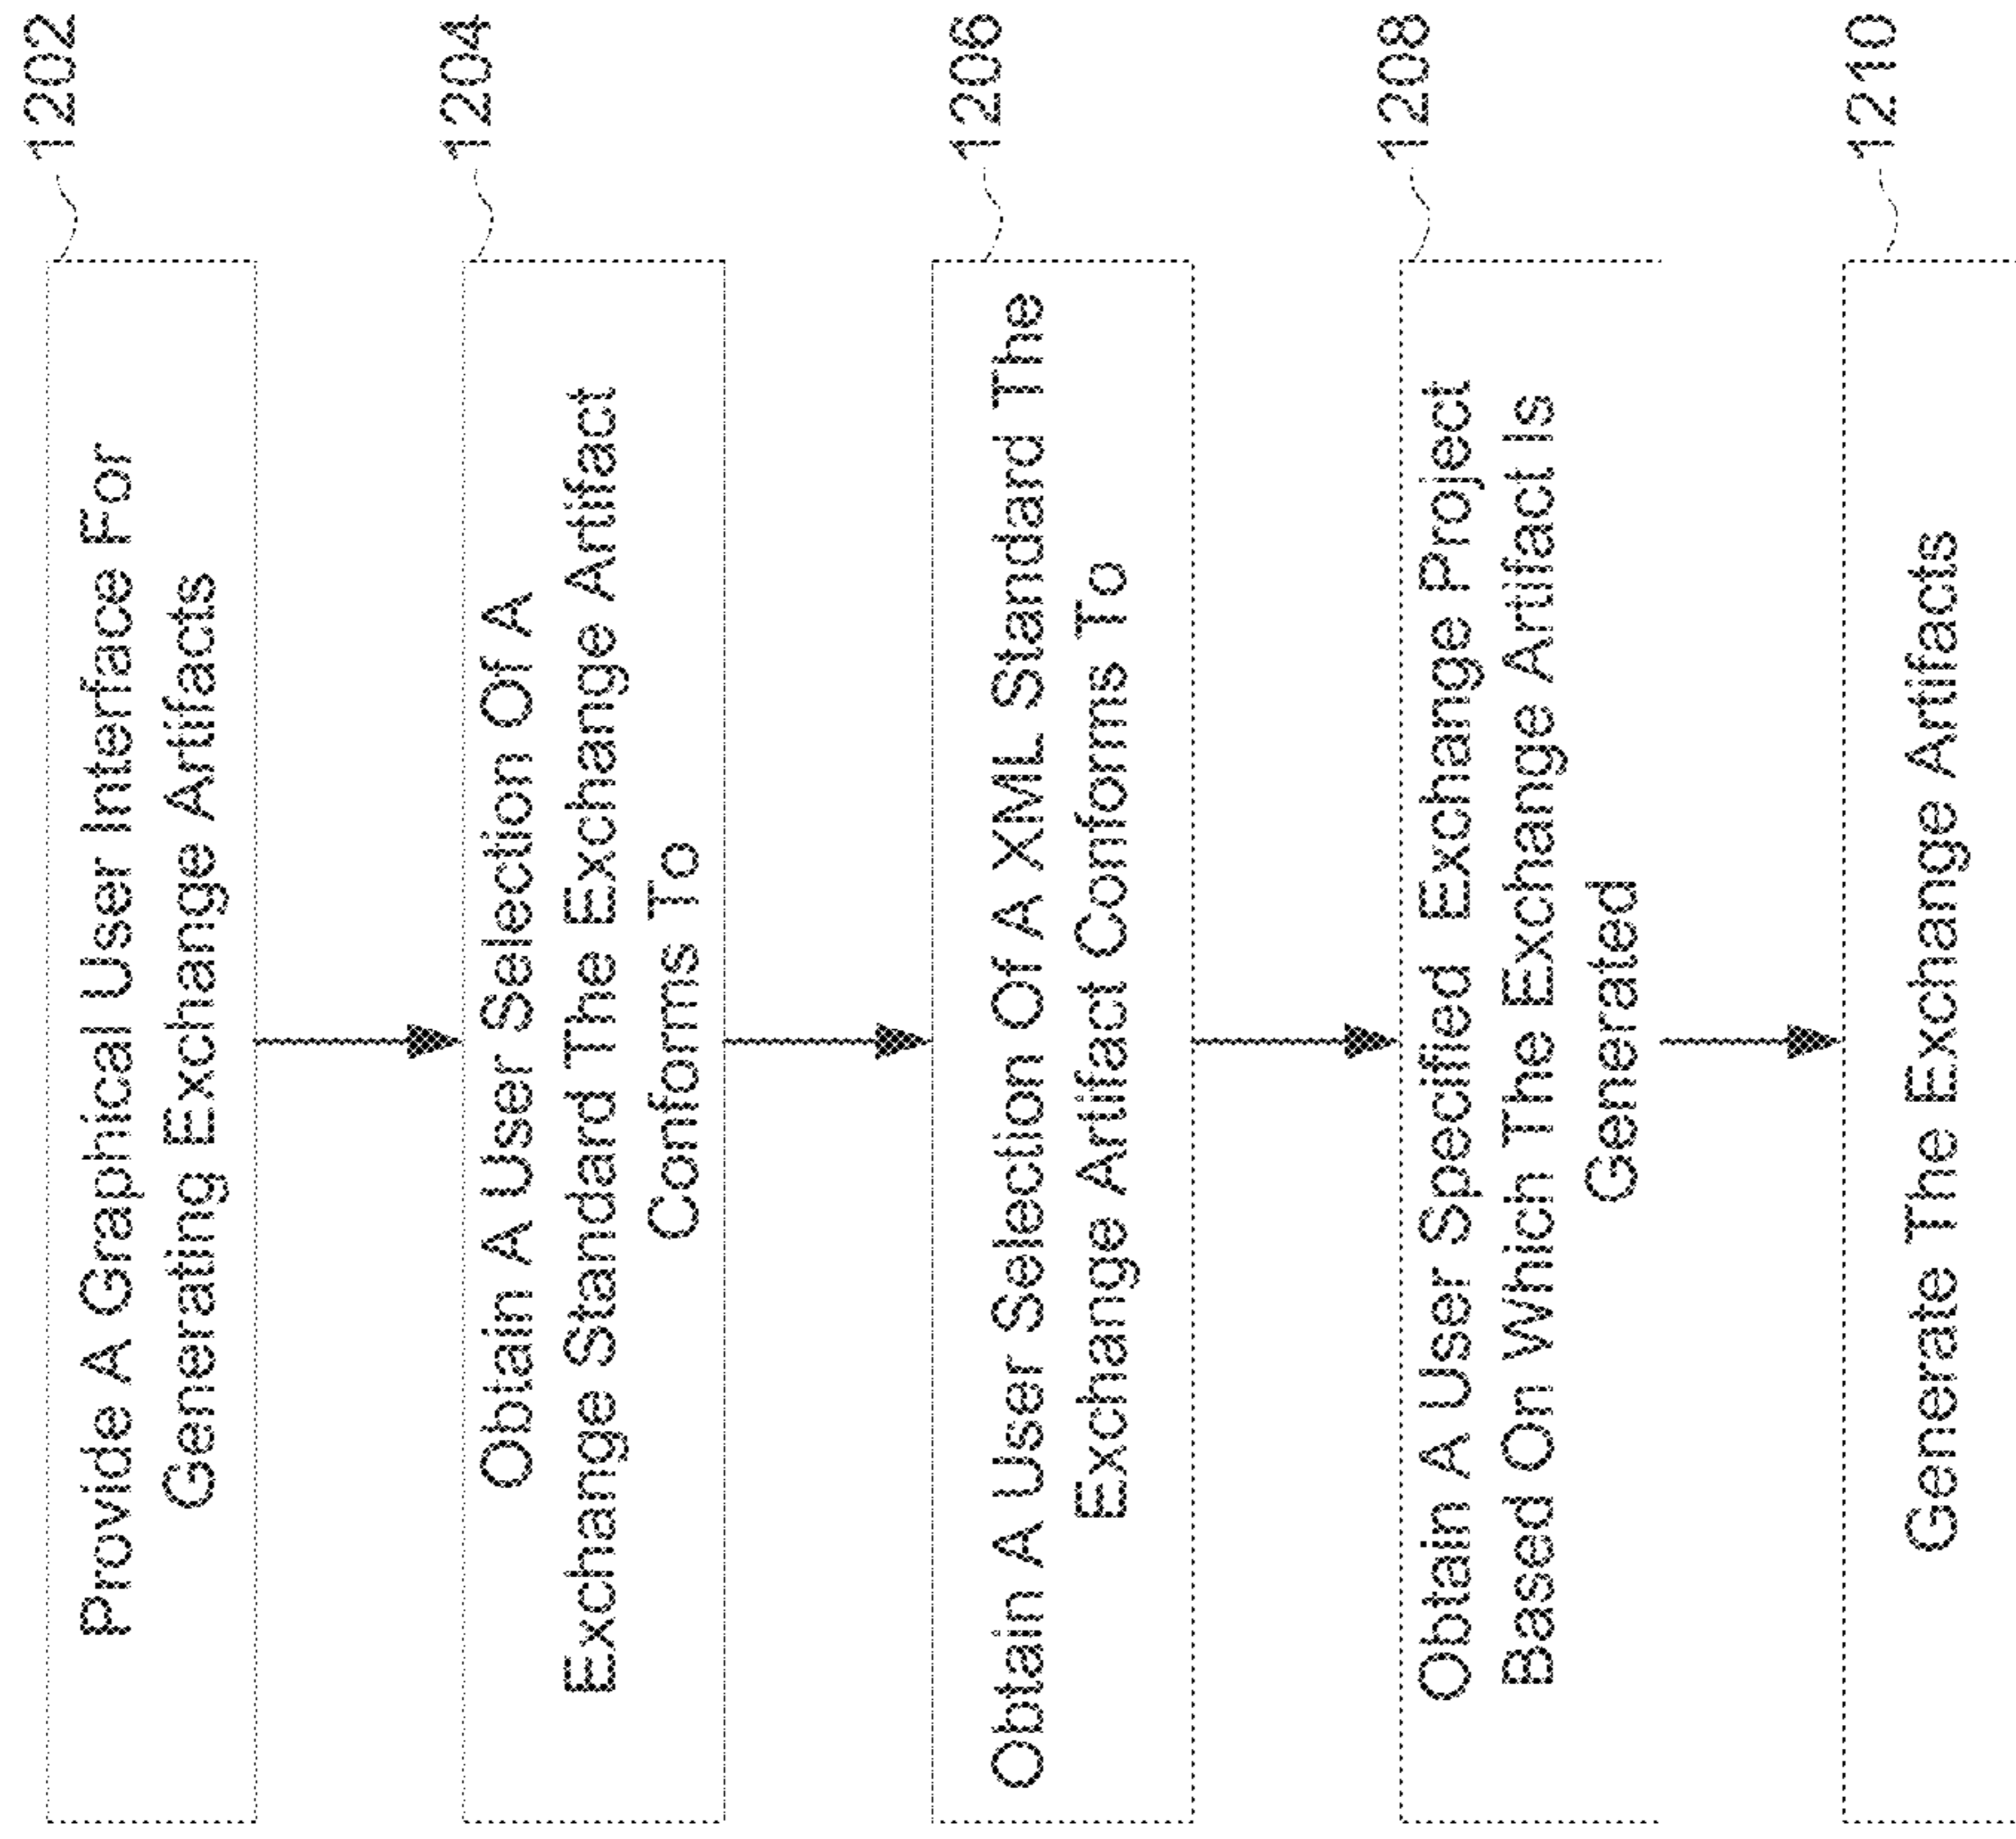 Provide A Graphical User Interface For
Generating Exchange Artifacts
1202
Obtain A User Selection Of A
Exchange Standard The Exchange Artifact
Conforms To
1204
Obtain A User Selection Of A XML Standard The
Exchange Artifact Conforms To
1206
Obtain A User Specified Exchange Project
Based On Which The Exchange Artifact Is
Generated
1208
Generate The Exchange Artifacts
1210